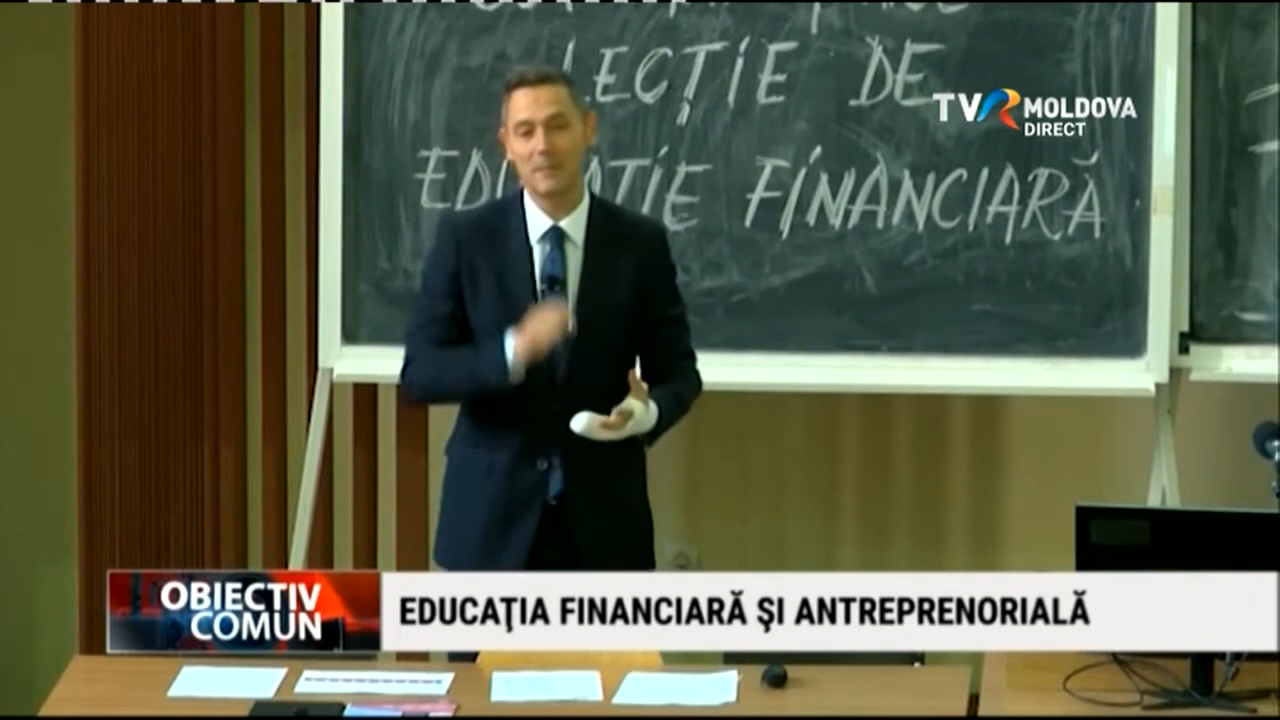 LECȚIE DE
TVR MOLDOVA
DIRECT
EDUCAȚIE FINANCIARĂ
OBIECTIV
COMUN
EDUCAŢIA FINANCIARĂ ŞI ANTREPRENORIALĂ